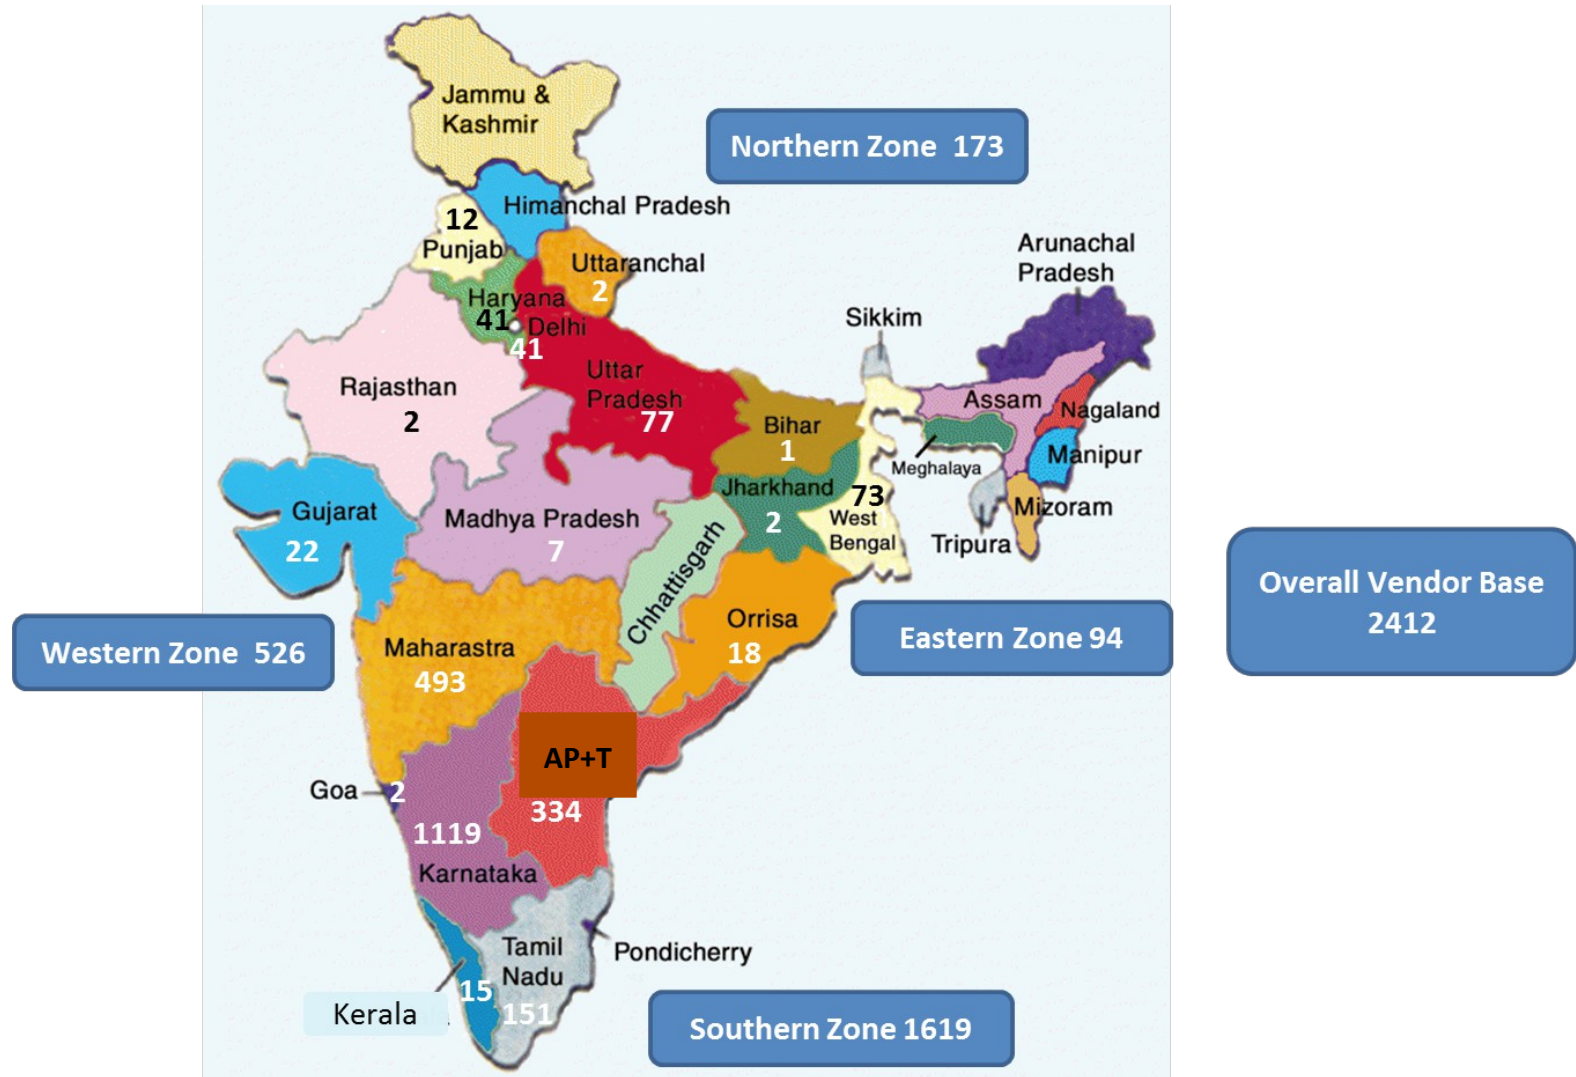 Jammu &
Kashmir
Northern Zone 173
Himanchal Pradesh
12
Punjab
Uttaranchal
2
Arunachal
Pradesh
Haryana
41
Delhi
41
Sikkim
Uttar
Pradesh
77
Rajasthan
2
Bihar
1
Assam
Nagaland
Meghalaya
Manipur
Jharkhand
2
73
West
Bengal
Mizoram
Tripura
Gujarat
22
Madhya Pradesh
7
Chhattisgarh
Overall Vendor Base
2412
Orrisa
18
Eastern Zone 94
Western Zone 526
Maharastra
493
AP+T
334
Goa
2
1119
Karnataka
Tamil
Nadu
151
Pondicherry
15
Kerala
Southern Zone 1619